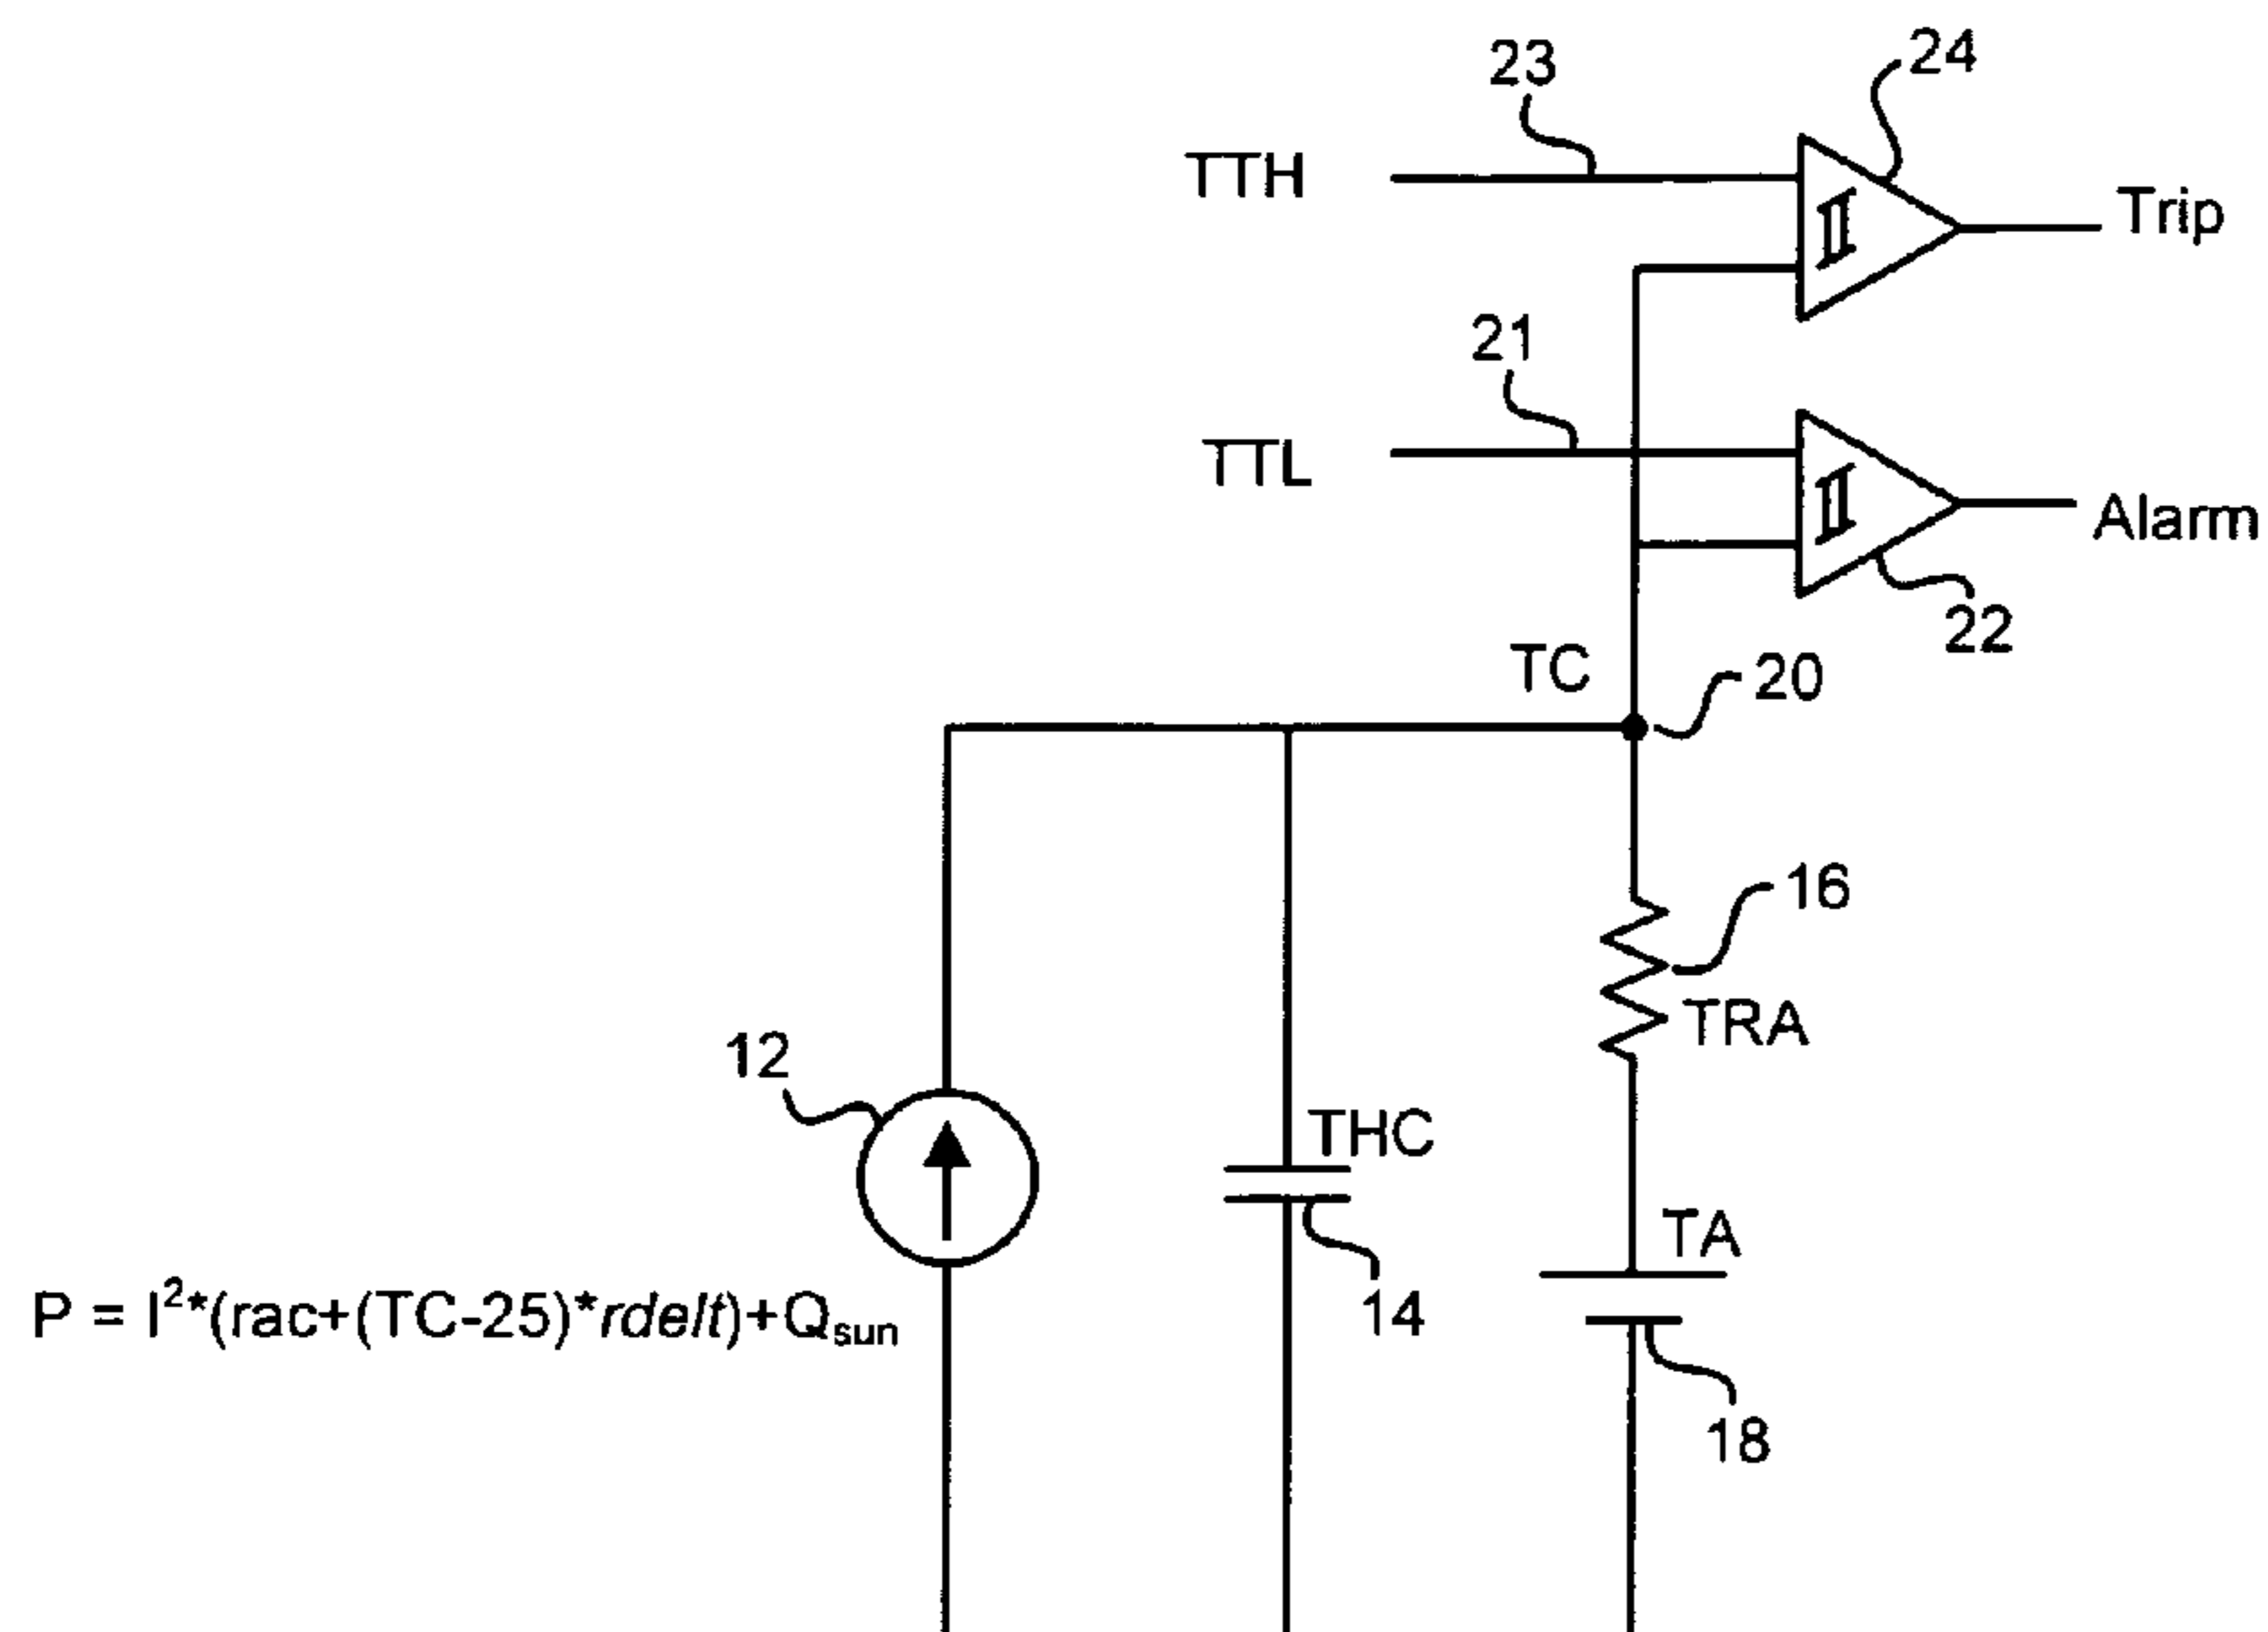 23
24
TTH
Trip
21
TTL
Alarm
22
TC
20
16
TRA
12
THC
TA
P = I²*(rac+(TC-25)*rdelt)+Qsun
14
18